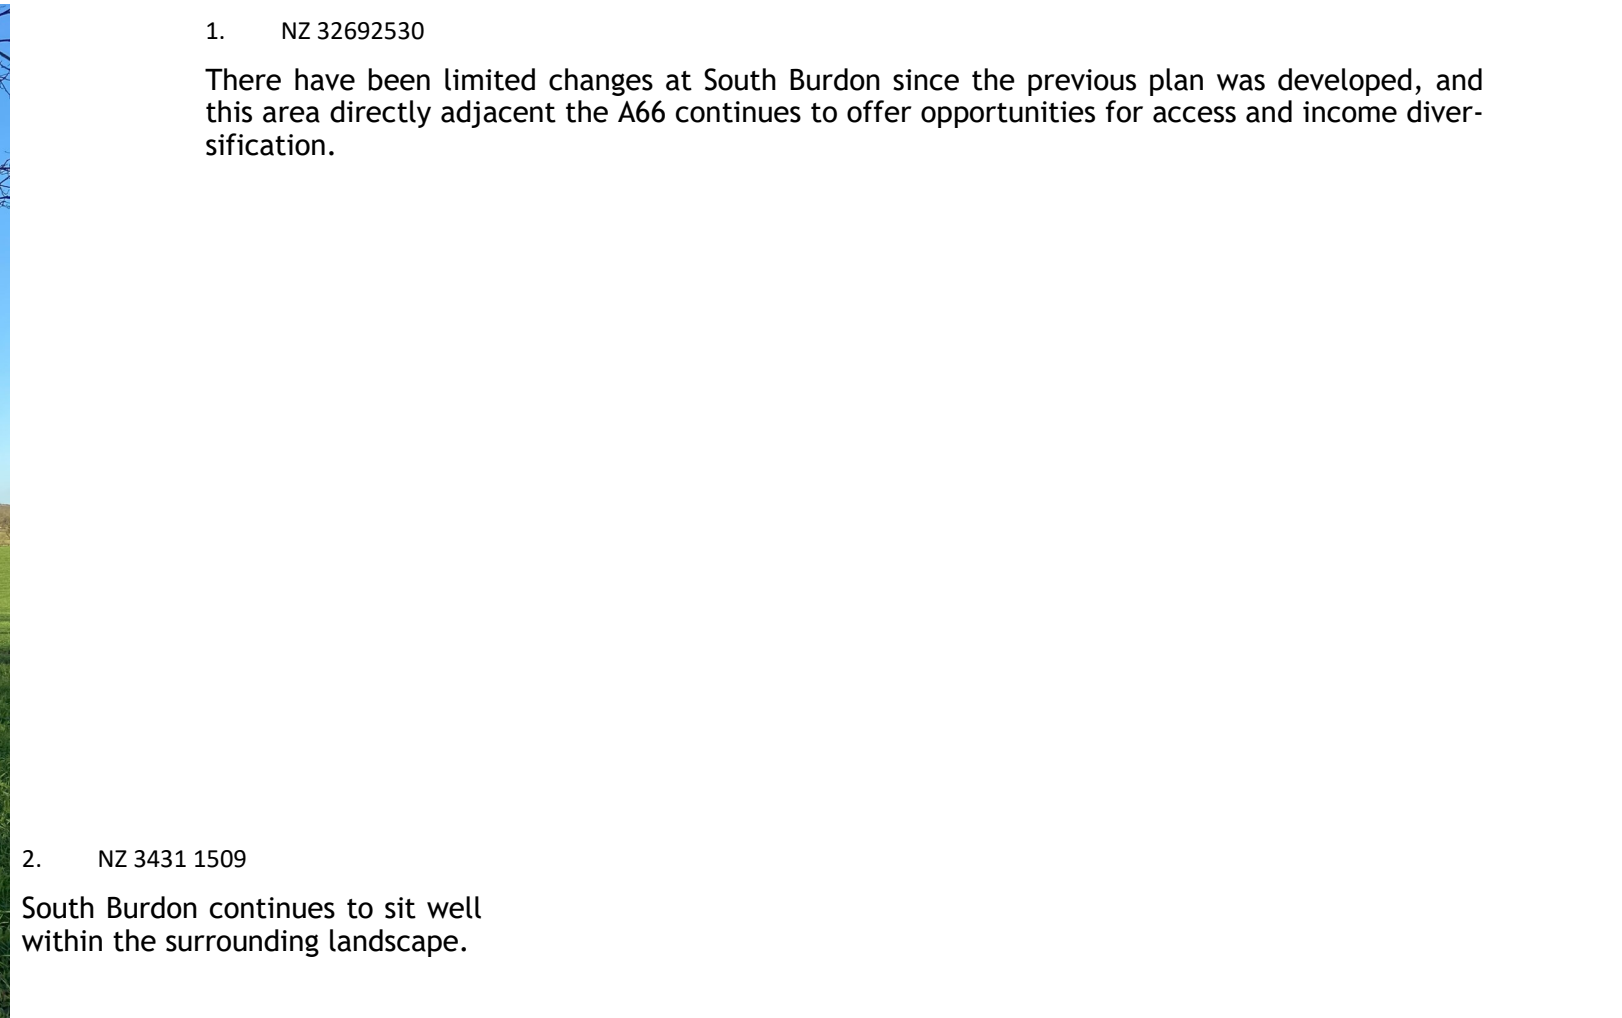 1. NZ 32692530
There have been limited changes at South Burdon since the previous plan was developed, and
this area directly adjacent the A66 continues to offer opportunities for access and income diver-
sification.
2. NZ 3431 1509
South Burdon continues to sit well
within the surrounding landscape.